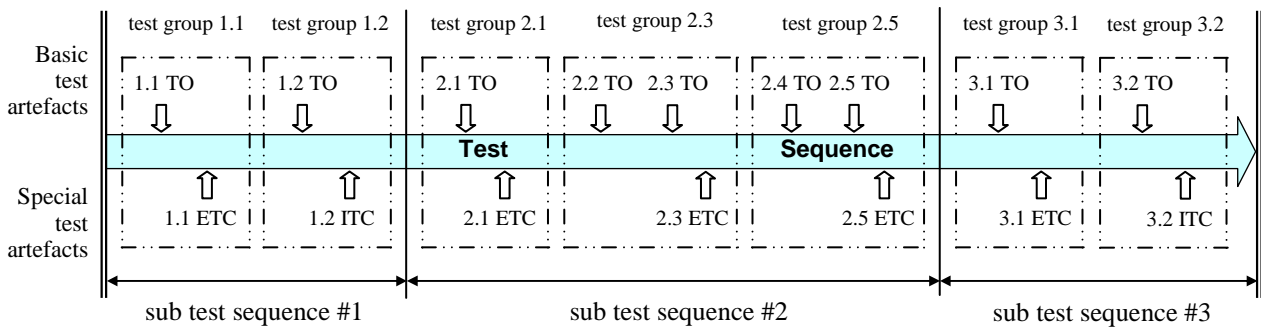 test group 1.1 test group 1.2 test group 2.1 test group 2.3 test group 2.5 test group 3.1 test group 3.2
Basic
test
artefacts
1.1 TO 1.2 TO 2.1 TO 2.2 TO 2.3 TO 2.4 TO 2.5 TO 3.1 TO 3.2 TO
Test Sequence
Special
test
artefacts
1.1 ETC 1.2 ITC 2.1 ETC 2.3 ETC 2.5 ETC 3.1 ETC 3.2 ITC
sub test sequence #1 sub test sequence #2 sub test sequence #3